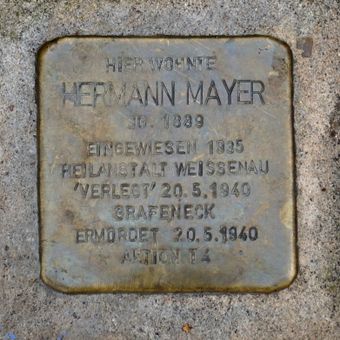 HIER WOHNTE
HERMANN MAYER
JG. 1889
EINGEWIESEN 1935
HEILANSTALT WEISSENAU
'VERLEGT' 20.5.1940
GRAFENECK
ERMORDET 20.5.1940
AKTION T4